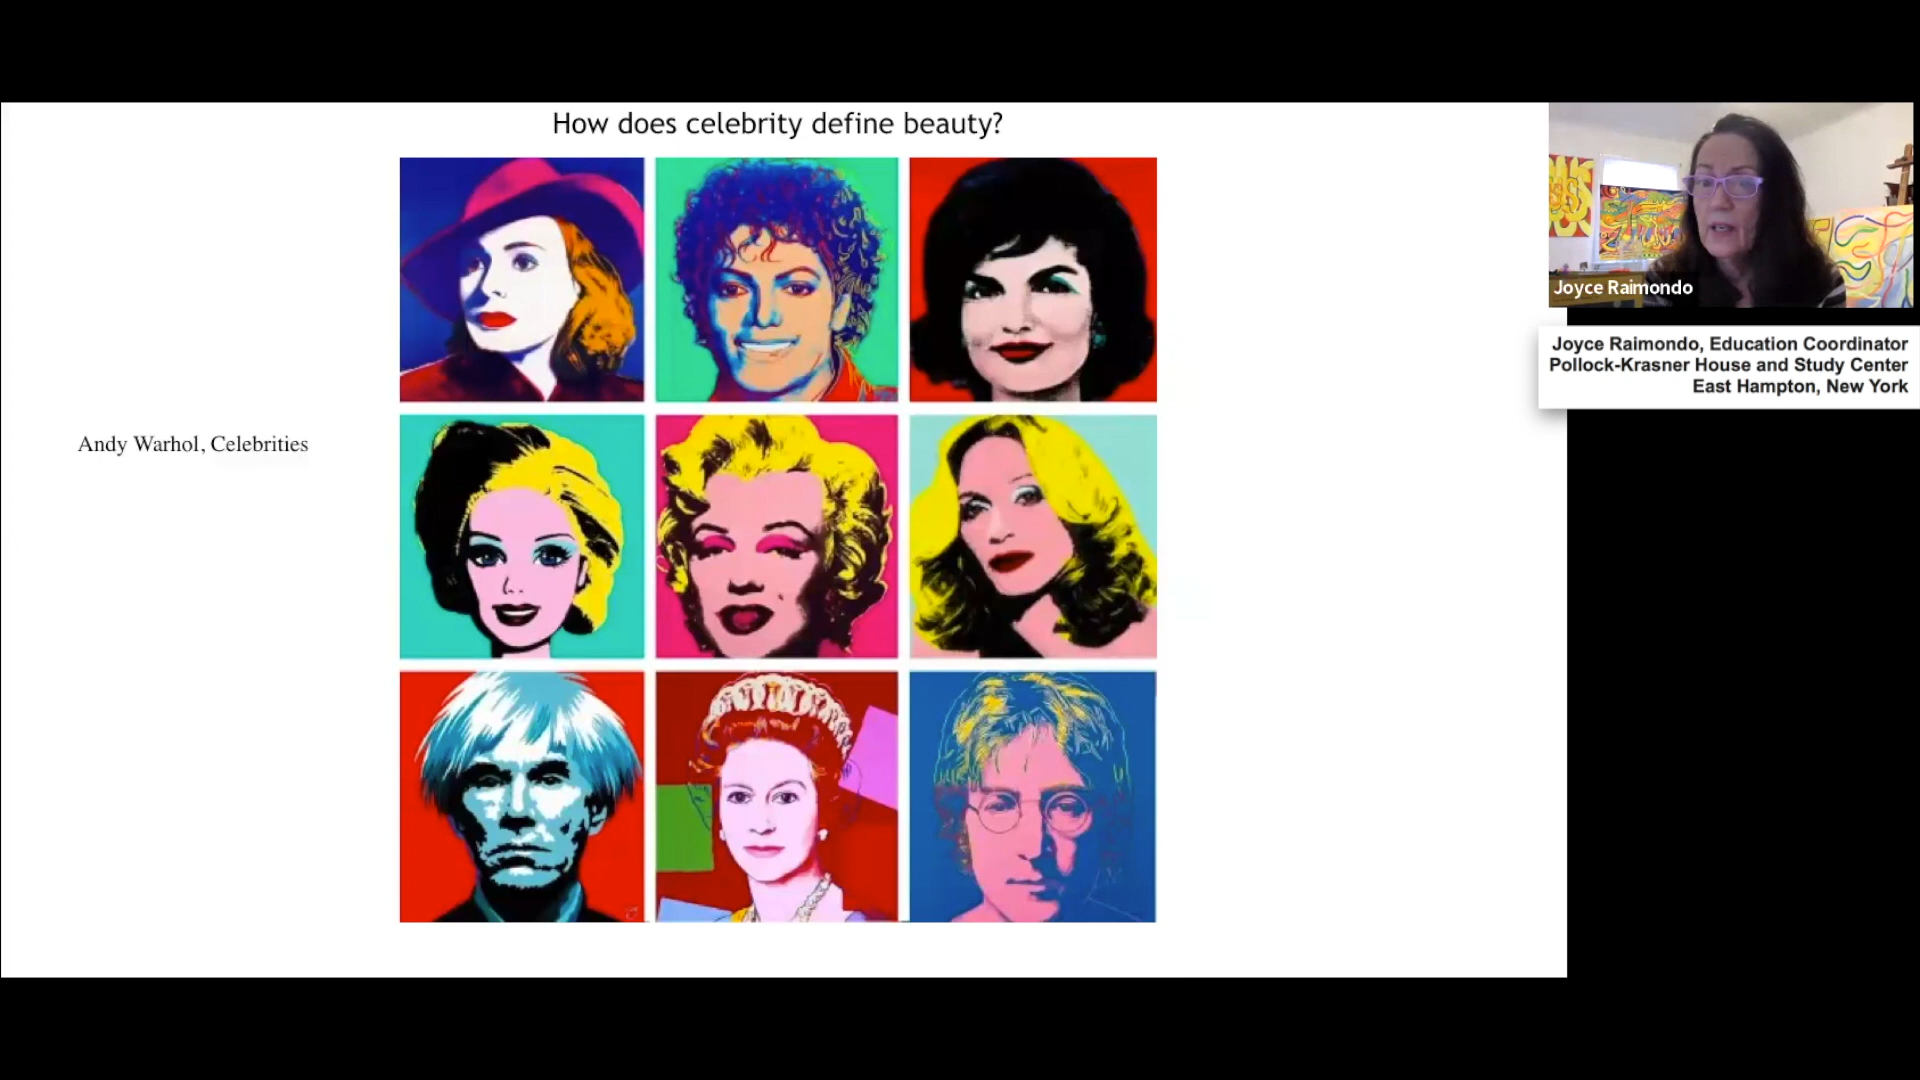 How does celebrity define beauty?
Andy Warhol, Celebrities
Joyce Raimondo
Joyce Raimondo, Education Coordinator
Pollock-Krasner House and Study Center
East Hampton, New York